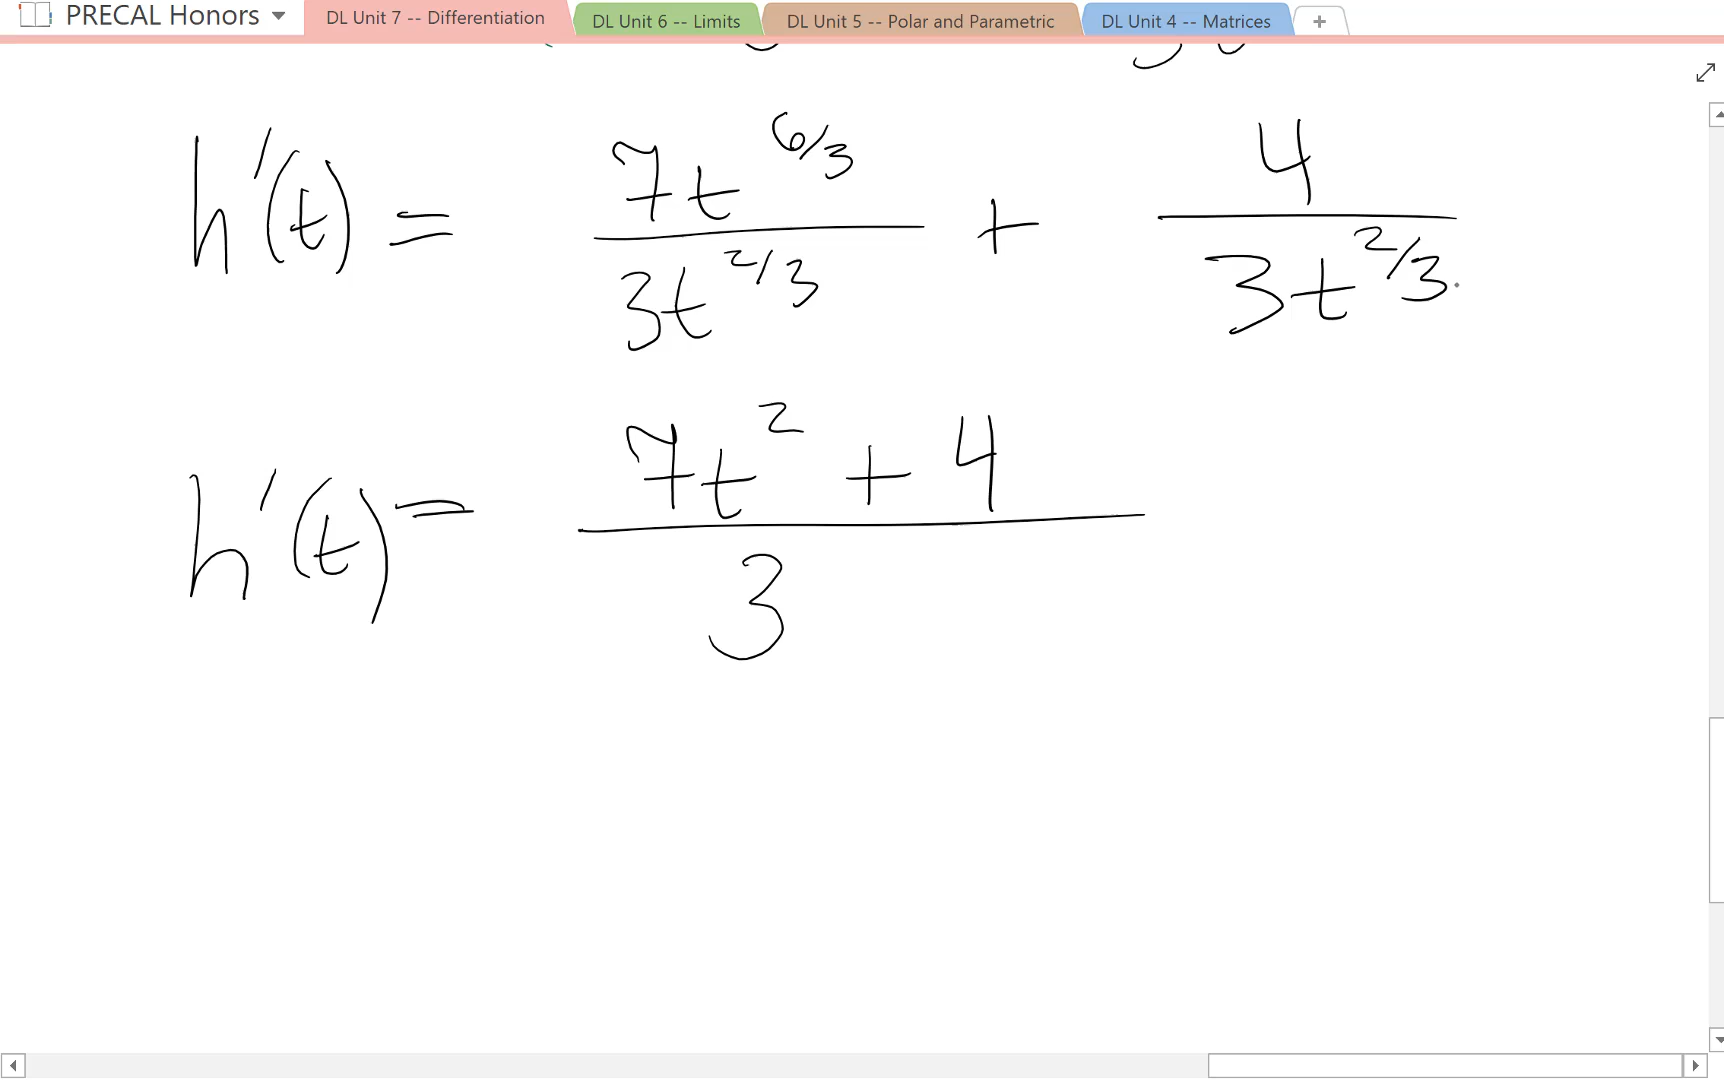 PRECAL Honors
DL Unit 7 -- Differentiation
DL Unit 6 -- Limits
DL Unit 5 -- Polar and Parametric
DL Unit 4 -- Matrices
+
h'(t) = 7t^(6/3) / 3t^(2/3) + 4 / 3t^(2/3)
h'(t) = (7t^2 + 4) / 3